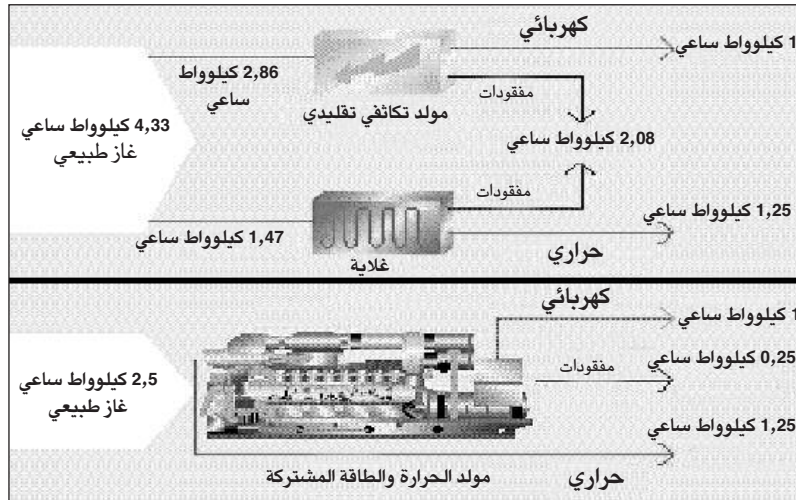 كهربائي
1 كيلوواط ساعي
2,86 كيلوواط
ساعي
مفقودات
مولد تكاثفي تقليدي
4,33 كيلوواط ساعي
غاز طبيعي
2,08 كيلوواط ساعي
مفقودات
1,25 كيلوواط ساعي
1,47 كيلوواط ساعي
حراري
غلاية
كهربائي
1 كيلوواط ساعي
0,25 كيلوواط ساعي
مفقودات
2,5 كيلوواط ساعي
غاز طبيعي
1,25 كيلوواط ساعي
حراري
مولد الحرارة والطاقة المشتركة